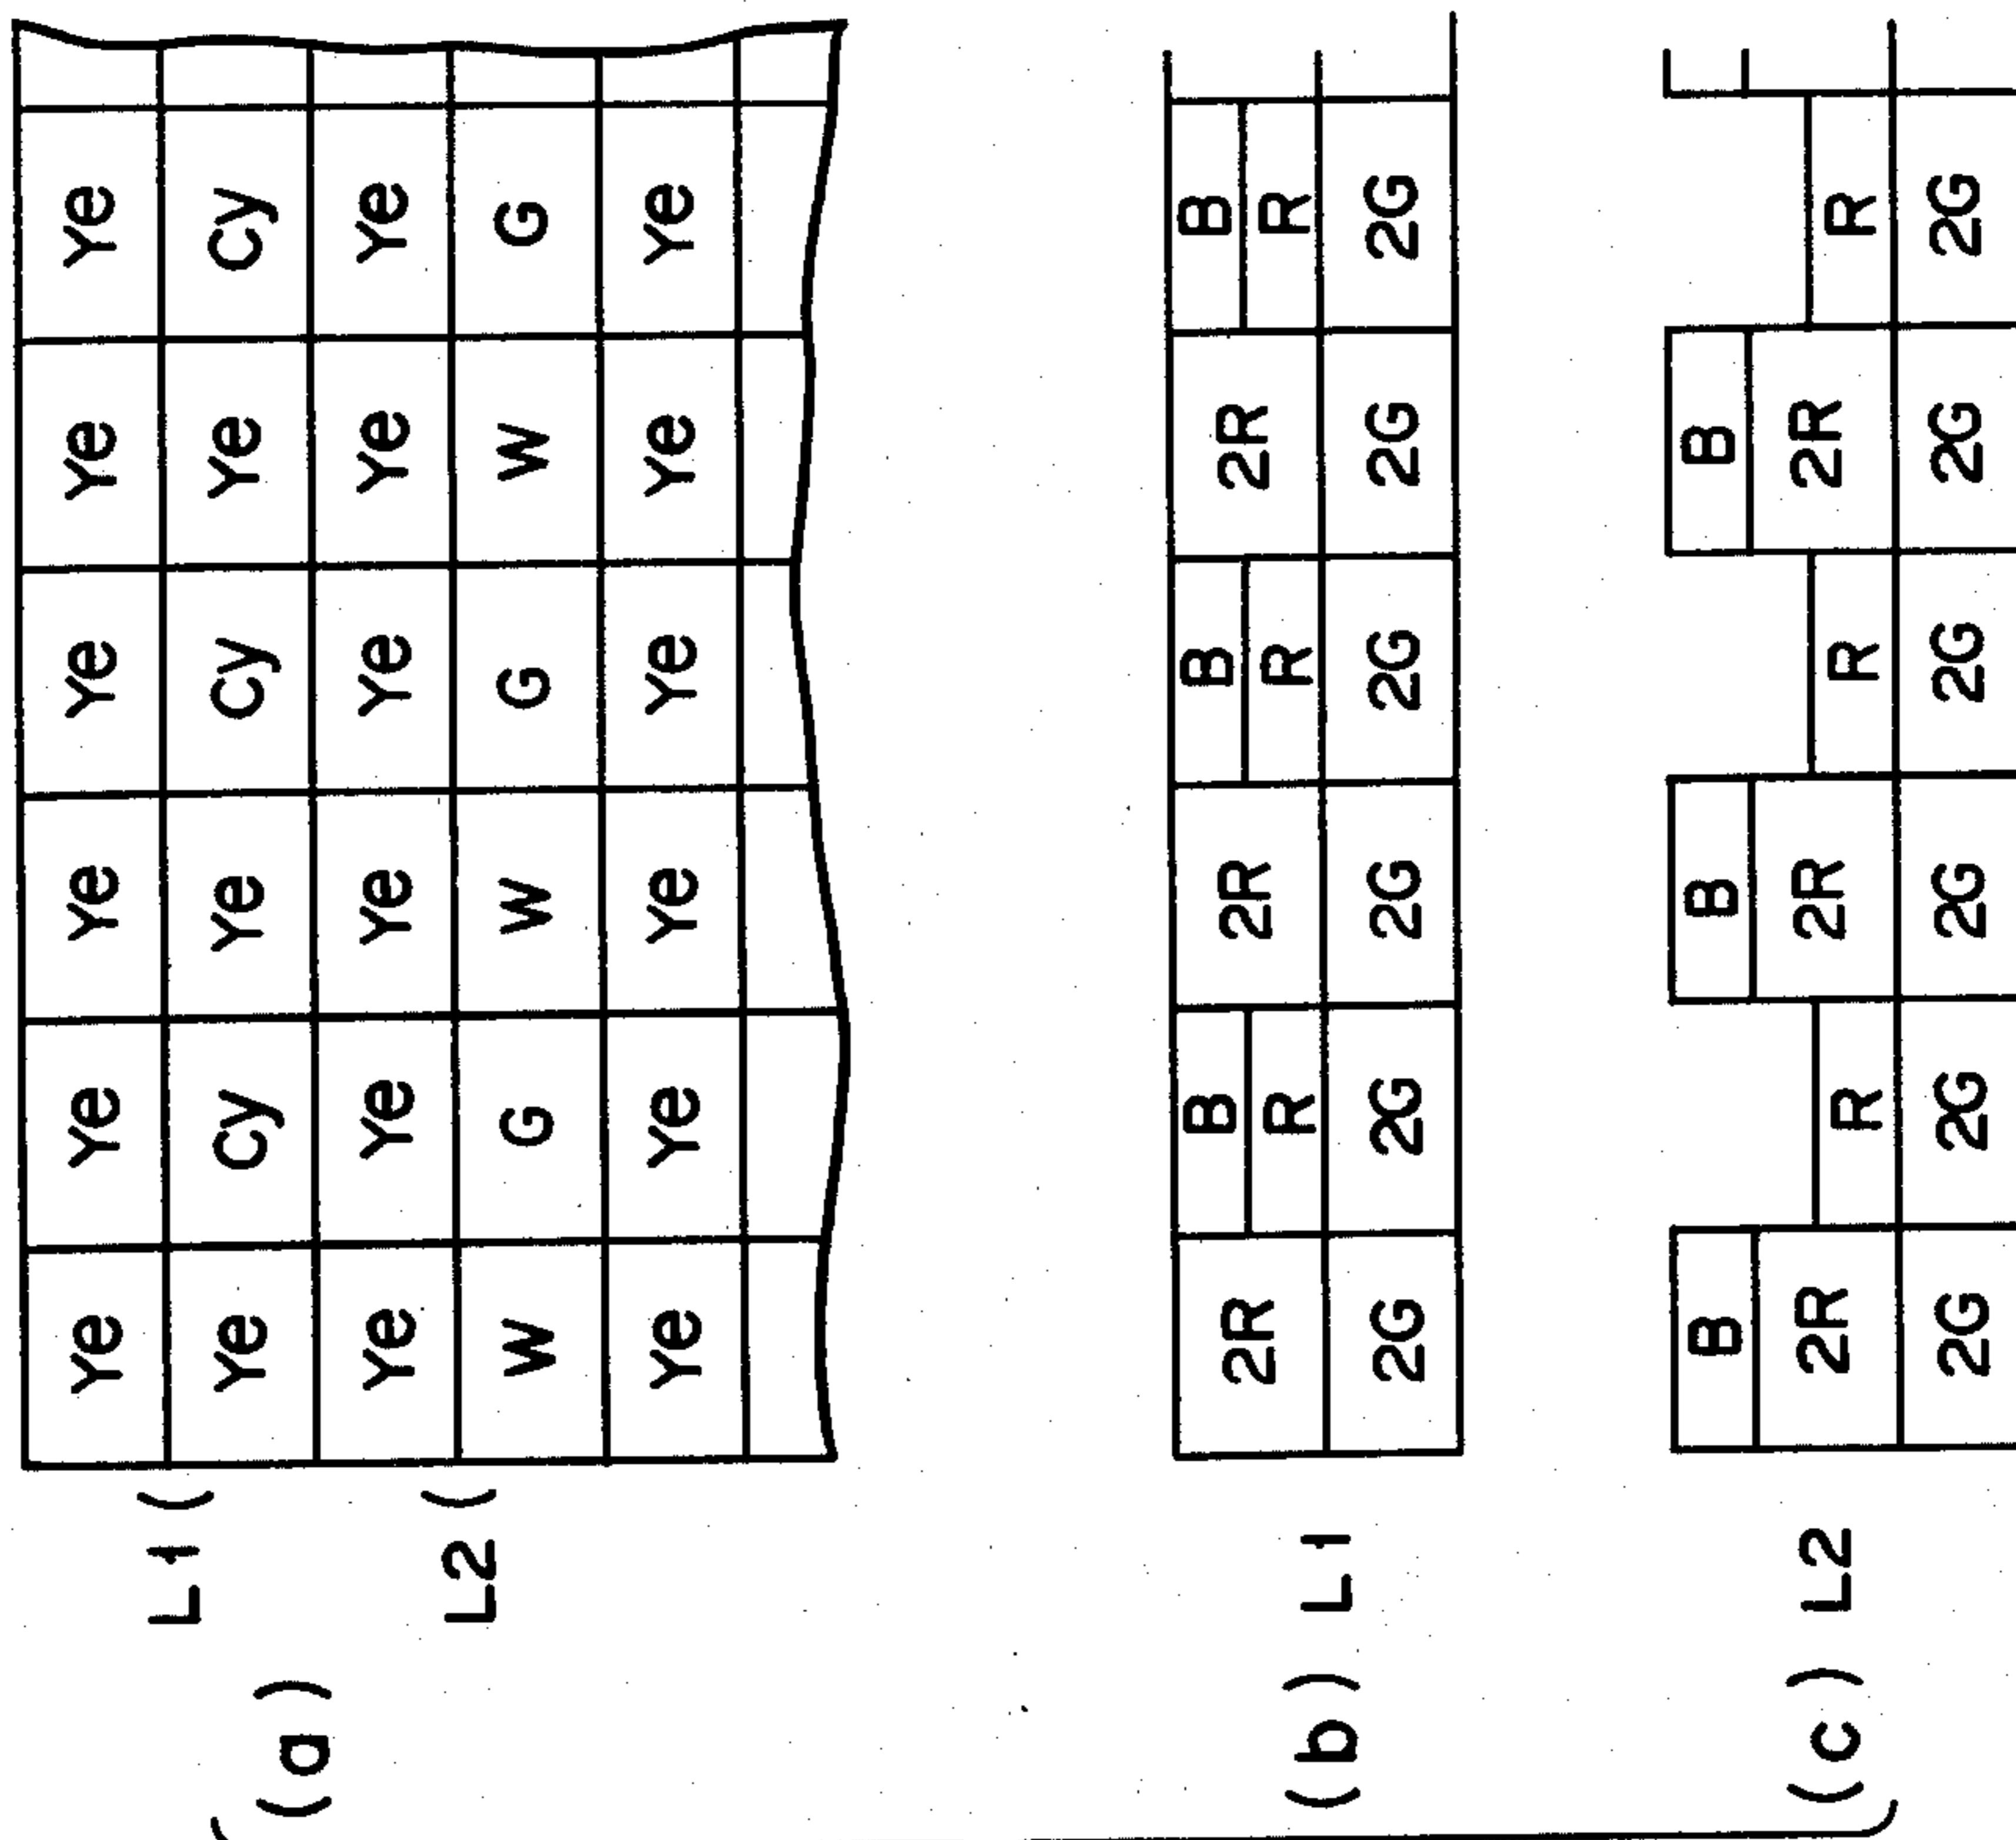 Ye Ye Ye Ye Ye Ye
L1
Ye Cy Ye Cy Ye Cy
(a)
Ye Ye Ye Ye Ye Ye
L2
W G W G W G
Ye Ye Ye Ye Ye Ye
B B B
2R R 2R R 2R R
(b) L1
2G 2G 2G 2G 2G 2G
B B B
2R R 2R R 2R R
(c) L2
2G 2G 2G 2G 2G 2G